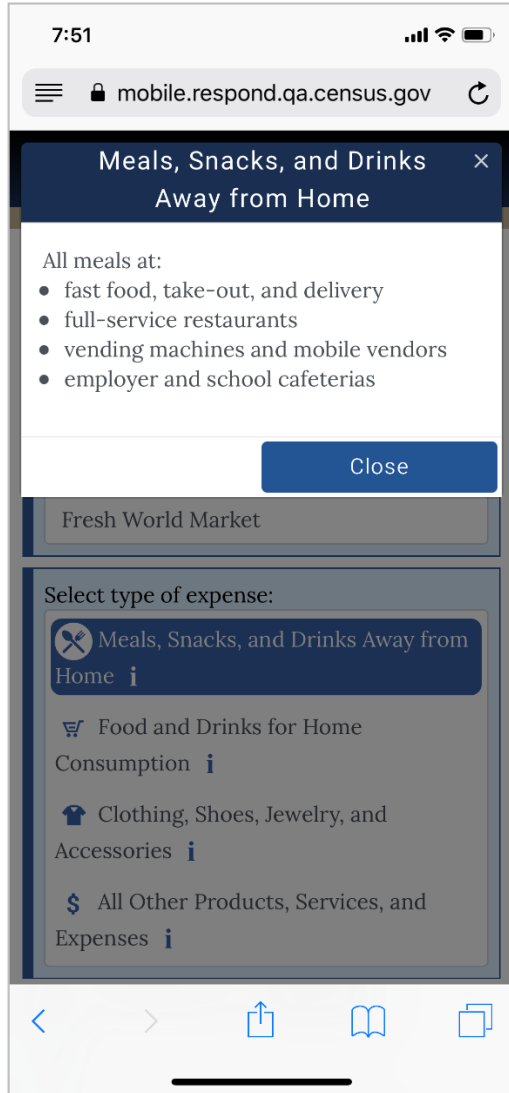 7:51
mobile.respond.qa.census.gov
Meals, Snacks, and Drinks
Away from Home
×
All meals at:
• fast food, take-out, and delivery
• full-service restaurants
• vending machines and mobile vendors
• employer and school cafeterias
Close
Fresh World Market
Select type of expense:
Meals, Snacks, and Drinks Away from
Home i
Food and Drinks for Home
Consumption i
Clothing, Shoes, Jewelry, and
Accessories i
$ All Other Products, Services, and
Expenses i